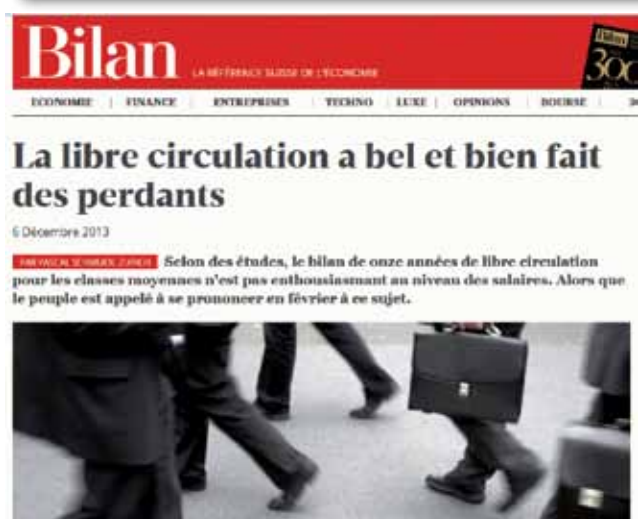 Bilan
LA RÉFÉRENCE SUISSE DE L'ÉCONOMIE
Bilan
300
ECONOMIE | FINANCE | ENTREPRISES | TECHNO | LUXE | OPINIONS | BOURSE |
La libre circulation a bel et bien fait
des perdants
6 Décembre 2013
Selon des études, le bilan de onze années de libre circulation
pour les classes moyennes n'est pas enthousiasmant au niveau des salaires. Alors que
le peuple est appelé à se prononcer en février à ce sujet.